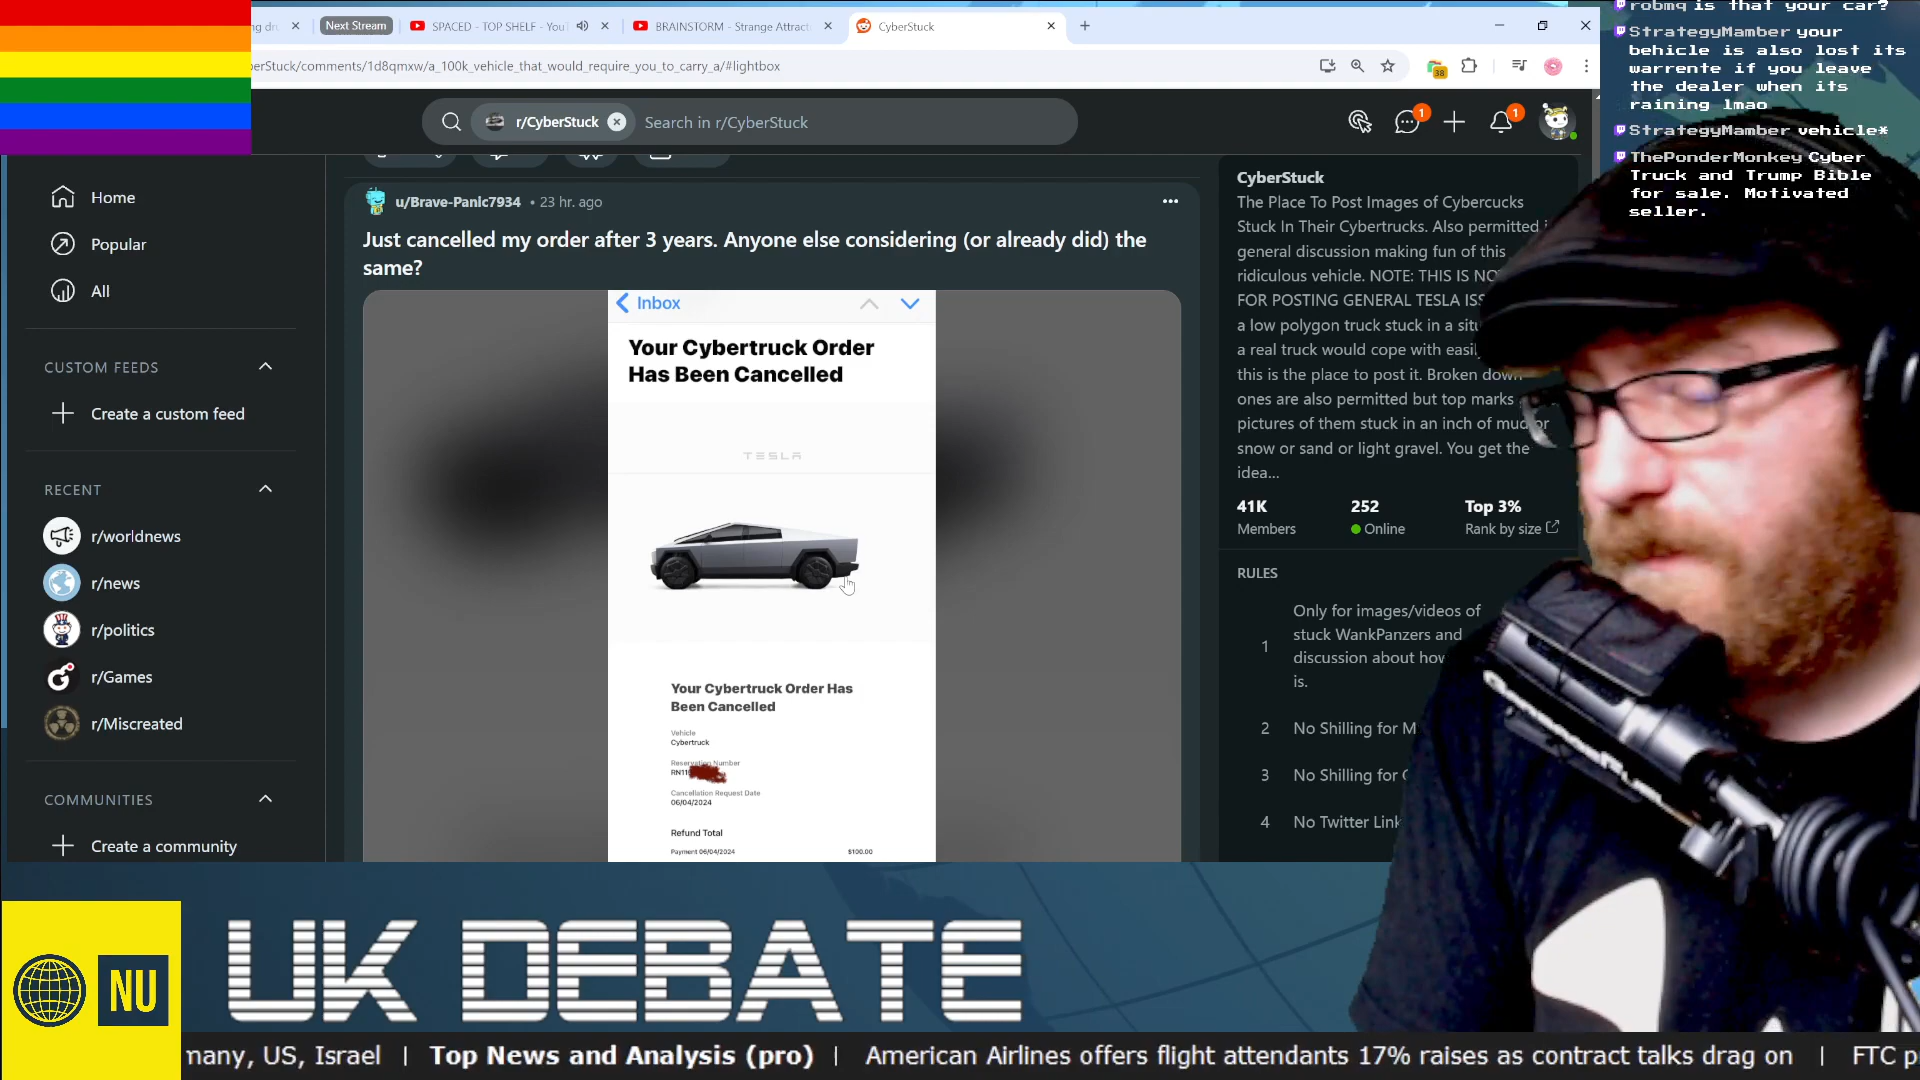 Next Stream
SPACED - TOP SHELF - You
BRAINSTORM - Strange Attract
CyberStuck
erStuck/comments/1d8qmxw/a_100k_vehicle_that_would_require_you_to_carry_a/#lightbox
38
r/CyberStuck
Search in r/CyberStuck
1
1
Home
Popular
All
CUSTOM FEEDS
Create a custom feed
RECENT
r/worldnews
r/news
r/politics
r/Games
r/Miscreated
COMMUNITIES
Create a community
u/Brave-Panic7934 • 23 hr. ago
Just cancelled my order after 3 years. Anyone else considering (or already did) the
same?
Inbox
Your Cybertruck Order
Has Been Cancelled
TESLA
Your Cybertruck Order Has
Been Cancelled
Vehicle
Cybertruck
Reservation Number
RN11
Cancellation Request Date
06/04/2024
Refund Total
Payment 06/04/2024 $100.00
CyberStuck
The Place To Post Images of Cybercucks
Stuck In Their Cybertrucks. Also permitted
general discussion making fun of this
ridiculous vehicle. NOTE: THIS IS NO
FOR POSTING GENERAL TESLA ISS
a low polygon truck stuck in a situ
a real truck would cope with easil
this is the place to post it. Broken down
ones are also permitted but top marks
pictures of them stuck in an inch of mud or
snow or sand or light gravel. You get the
idea...
41K 252 Top 3%
Members Online Rank by size
RULES
1 Only for images/videos of
stuck WankPanzers and
discussion about how
is.
2 No Shilling for M
3 No Shilling for
4 No Twitter Link
robmq is that your car?
StrategyMamber your
behicle is also lost its
warrente if you leave
the dealer when its
raining lmao
StrategyMamber vehicle*
ThePonderMonkey Cyber
Truck and Trump Bible
for sale. Motivated
seller.
NU
UK DEBATE
many, US, Israel | Top News and Analysis (pro) | American Airlines offers flight attendants 17% raises as contract talks drag on | FTC p